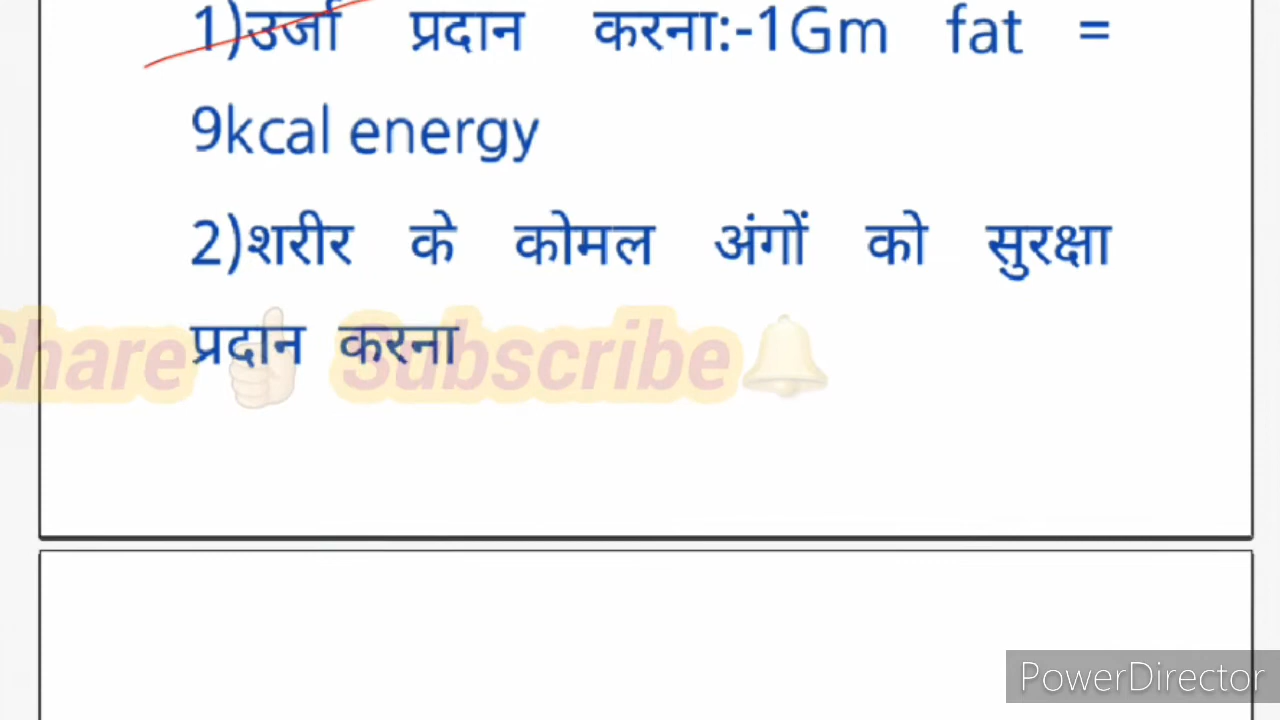 1)उर्जा प्रदान करना:-1Gm fat =
9kcal energy
2)शरीर के कोमल अंगों को सुरक्षा
प्रदान करना
Share Subscribe
PowerDirector